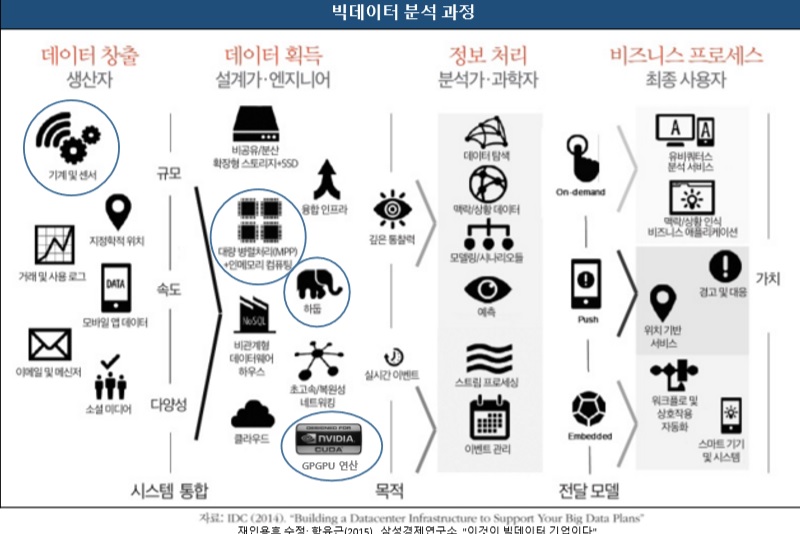 빅데이터 분석 과정
데이터 창출
생산자
데이터 획득
설계가·엔지니어
정보 처리
분석가·과학자
비즈니스 프로세스
최종 사용자
기계 및 센서
지정학적 위치
거래 및 사용 로그
DATA
모바일 앱 데이터
이메일 및 메신저
소셜 미디어
규모
속도
다양성
시스템 통합
비공유/분산
확장형 스토리지+SSD
융합 인프라
대량 병렬처리(MPP)
+인메모리 컴퓨팅
하둡
NoSQL
비관계형
데이터웨어
하우스
초고속/복원성
네트워킹
클라우드
DESIGNED FOR
NVIDIA
CUDA
GPGPU 연산
깊은 통찰력
실시간 이벤트
목적
데이터 탐색
맥락/상황 데이터
모델링/시나리오들
예측
스트림 프로세싱
이벤트 관리
On-demand
Push
Embedded
전달 모델
A
A
유비쿼터스
분석 서비스
맥락/상황 인식
비즈니스 애플리케이션
경고 및 대응
위치 기반
서비스
워크플로 및
상호작용
자동화
스마트 기기
및 시스템
가치
자료: IDC (2014). "Building a Datacenter Infrastructure to Support Your Big Data Plans"
재인용후 수정: 함유근(2015), 삼성경제연구소, "이것이 빅데이터 기업이다"